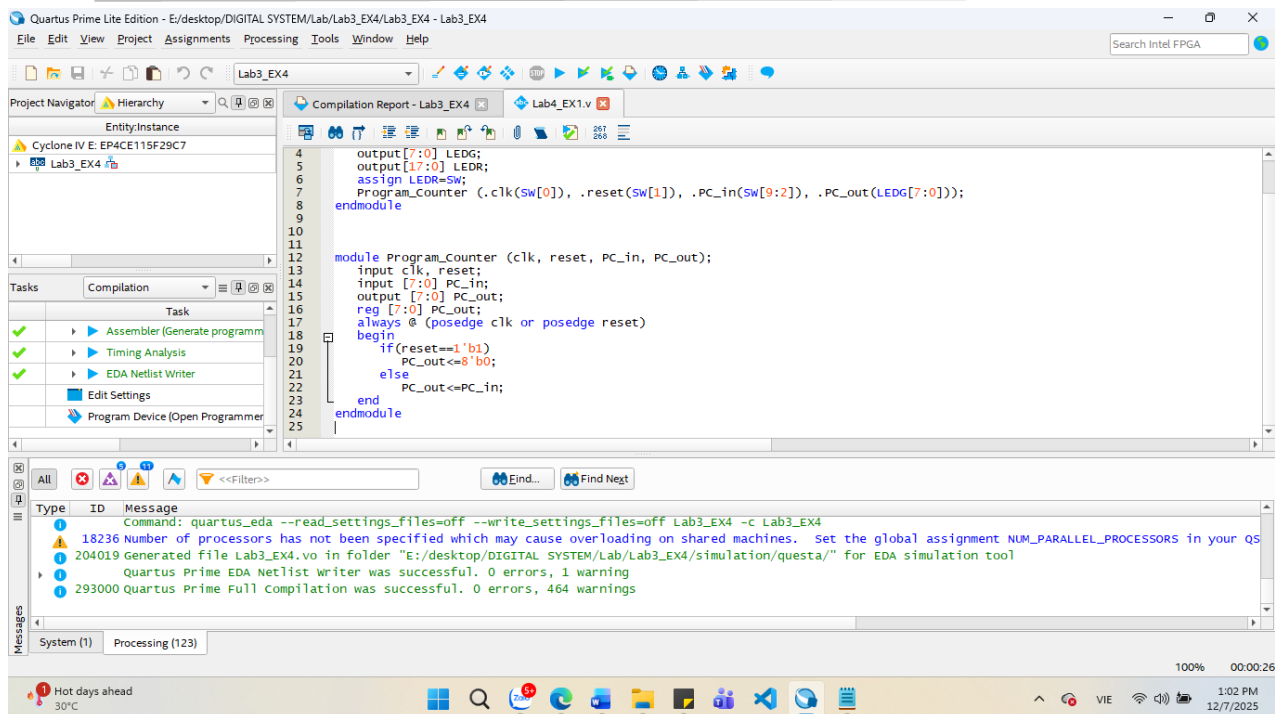 Quartus Prime Lite Edition - E:/desktop/DIGITAL SYSTEM/Lab/Lab3_EX4/Lab3_EX4 - Lab3_EX4
File Edit View Project Assignments Processing Tools Window Help
Search Intel FPGA
Lab3_EX4
Project Navigator Hierarchy
Entity:Instance
Cyclone IV E: EP4CE115F29C7
Lab3_EX4
Tasks Compilation
Task
Assembler (Generate programm
Timing Analysis
EDA Netlist Writer
Edit Settings
Program Device (Open Programmer
Compilation Report - Lab3_EX4 Lab4_EX1.v
267
268
4 output[7:0] LEDG;
5 output[17:0] LEDR;
6 assign LEDR=SW;
7 Program_Counter (.clk(SW[0]), .reset(SW[1]), .PC_in(SW[9:2]), .PC_out(LEDG[7:0]));
8 endmodule
9
10
11
12 module Program_Counter (clk, reset, PC_in, PC_out);
13 input clk, reset;
14 input [7:0] PC_in;
15 output [7:0] PC_out;
16 reg [7:0] PC_out;
17 always @ (posedge clk or posedge reset)
18 begin
19 if(reset==1'b1)
20 PC_out<=8'b0;
21 else
22 PC_out<=PC_in;
23 end
24 endmodule
25
All 5 11 <<Filter>> Find... Find Next
Type ID Message
Command: quartus_eda --read_settings_files=off --write_settings_files=off Lab3_EX4 -c Lab3_EX4
18236 Number of processors has not been specified which may cause overloading on shared machines. Set the global assignment NUM_PARALLEL_PROCESSORS in your QS
204019 Generated file Lab3_EX4.vo in folder "E:/desktop/DIGITAL SYSTEM/Lab/Lab3_EX4/simulation/questa/" for EDA simulation tool
Quartus Prime EDA Netlist Writer was successful. 0 errors, 1 warning
293000 Quartus Prime Full Compilation was successful. 0 errors, 464 warnings
Messages
System (1) Processing (123)
100% 00:00:26
1 Hot days ahead
30°C
Zalo 5+
VIE
1:02 PM
12/7/2025